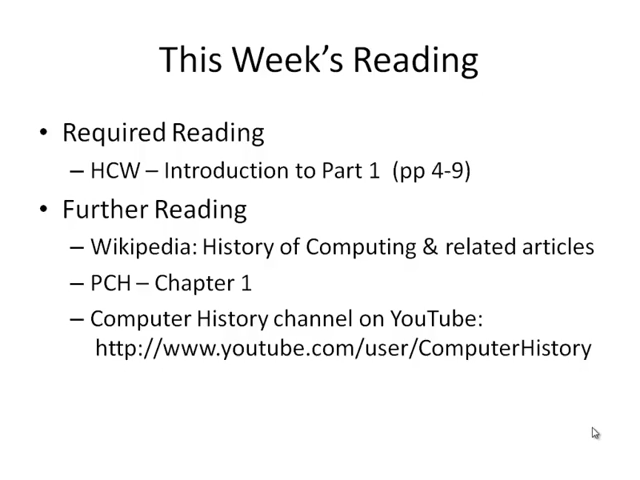 This Week’s Reading
• Required Reading
– HCW – Introduction to Part 1 (pp 4-9)
• Further Reading
– Wikipedia: History of Computing & related articles
– PCH – Chapter 1
– Computer History channel on YouTube:
http://www.youtube.com/user/ComputerHistory